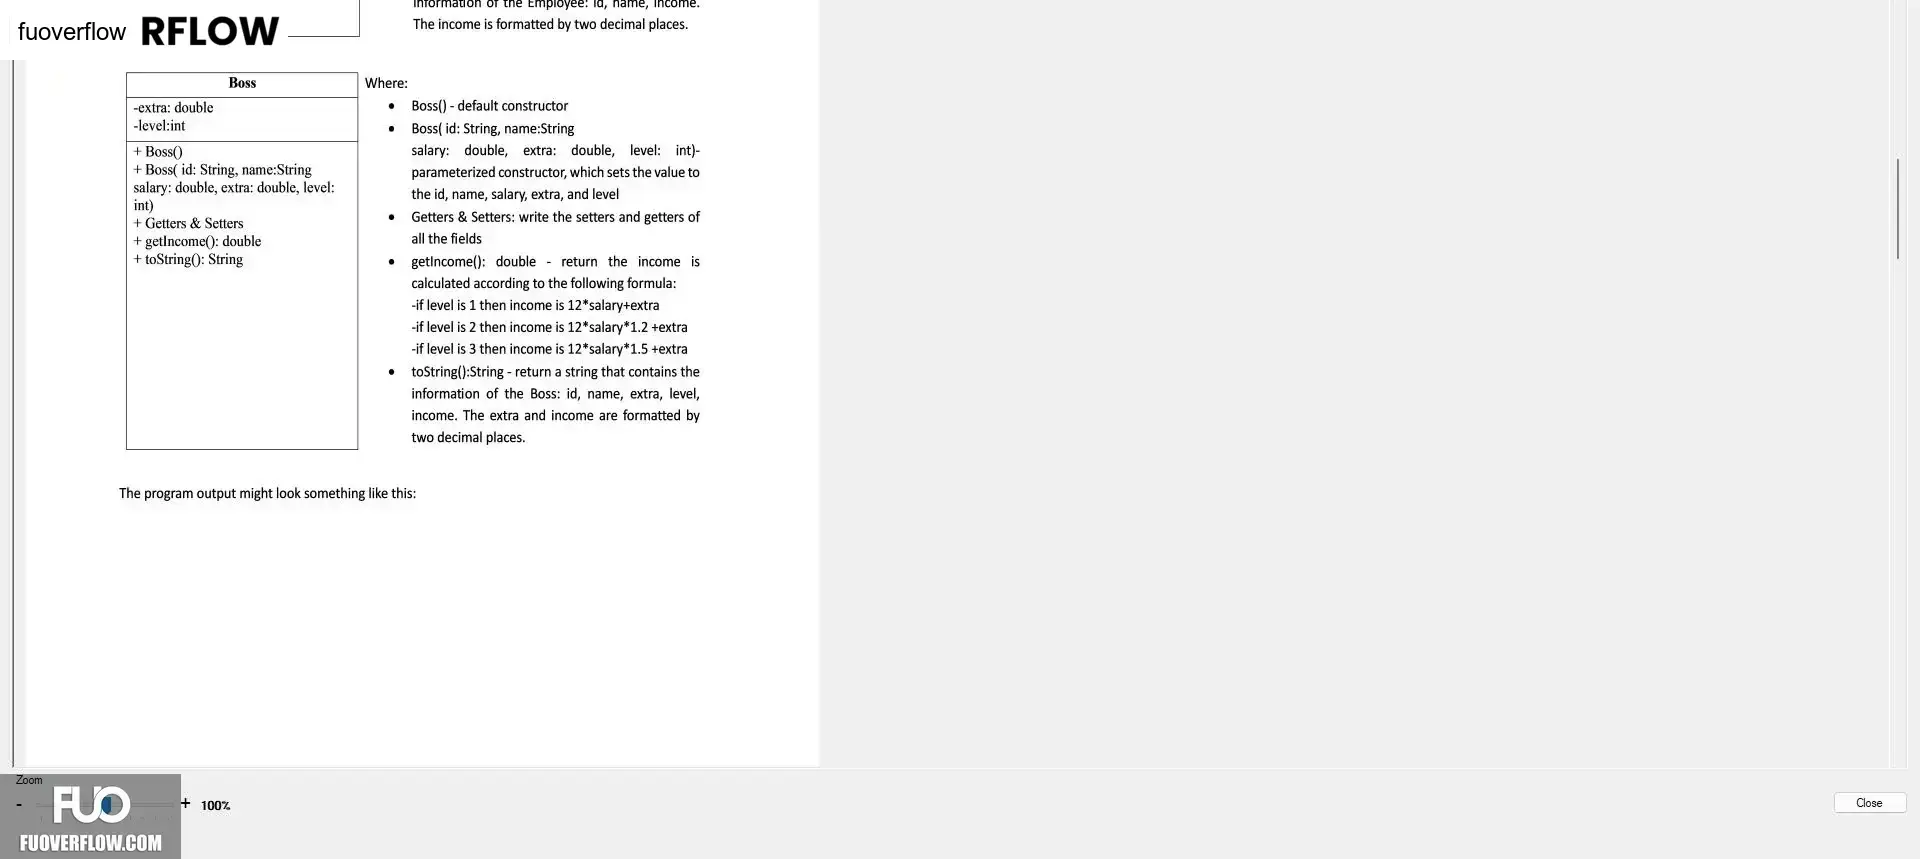 information of the Employee: id, name, income.
The income is formatted by two decimal places.
fuoverflow RFLOW
Boss
-extra: double
-level:int
+ Boss()
+ Boss( id: String, name:String
salary: double, extra: double, level:
int)
+ Getters & Setters
+ getIncome(): double
+ toString(): String
Where:
• Boss() - default constructor
• Boss( id: String, name:String
salary: double, extra: double, level: int)-
parameterized constructor, which sets the value to
the id, name, salary, extra, and level
• Getters & Setters: write the setters and getters of
all the fields
• getIncome(): double - return the income is
calculated according to the following formula:
-if level is 1 then income is 12*salary+extra
-if level is 2 then income is 12*salary*1.2 +extra
-if level is 3 then income is 12*salary*1.5 +extra
• toString():String - return a string that contains the
information of the Boss: id, name, extra, level,
income. The extra and income are formatted by
two decimal places.
The program output might look something like this:
Zoom
- + 100%
FUO
FUOVERFLOW.COM
Close